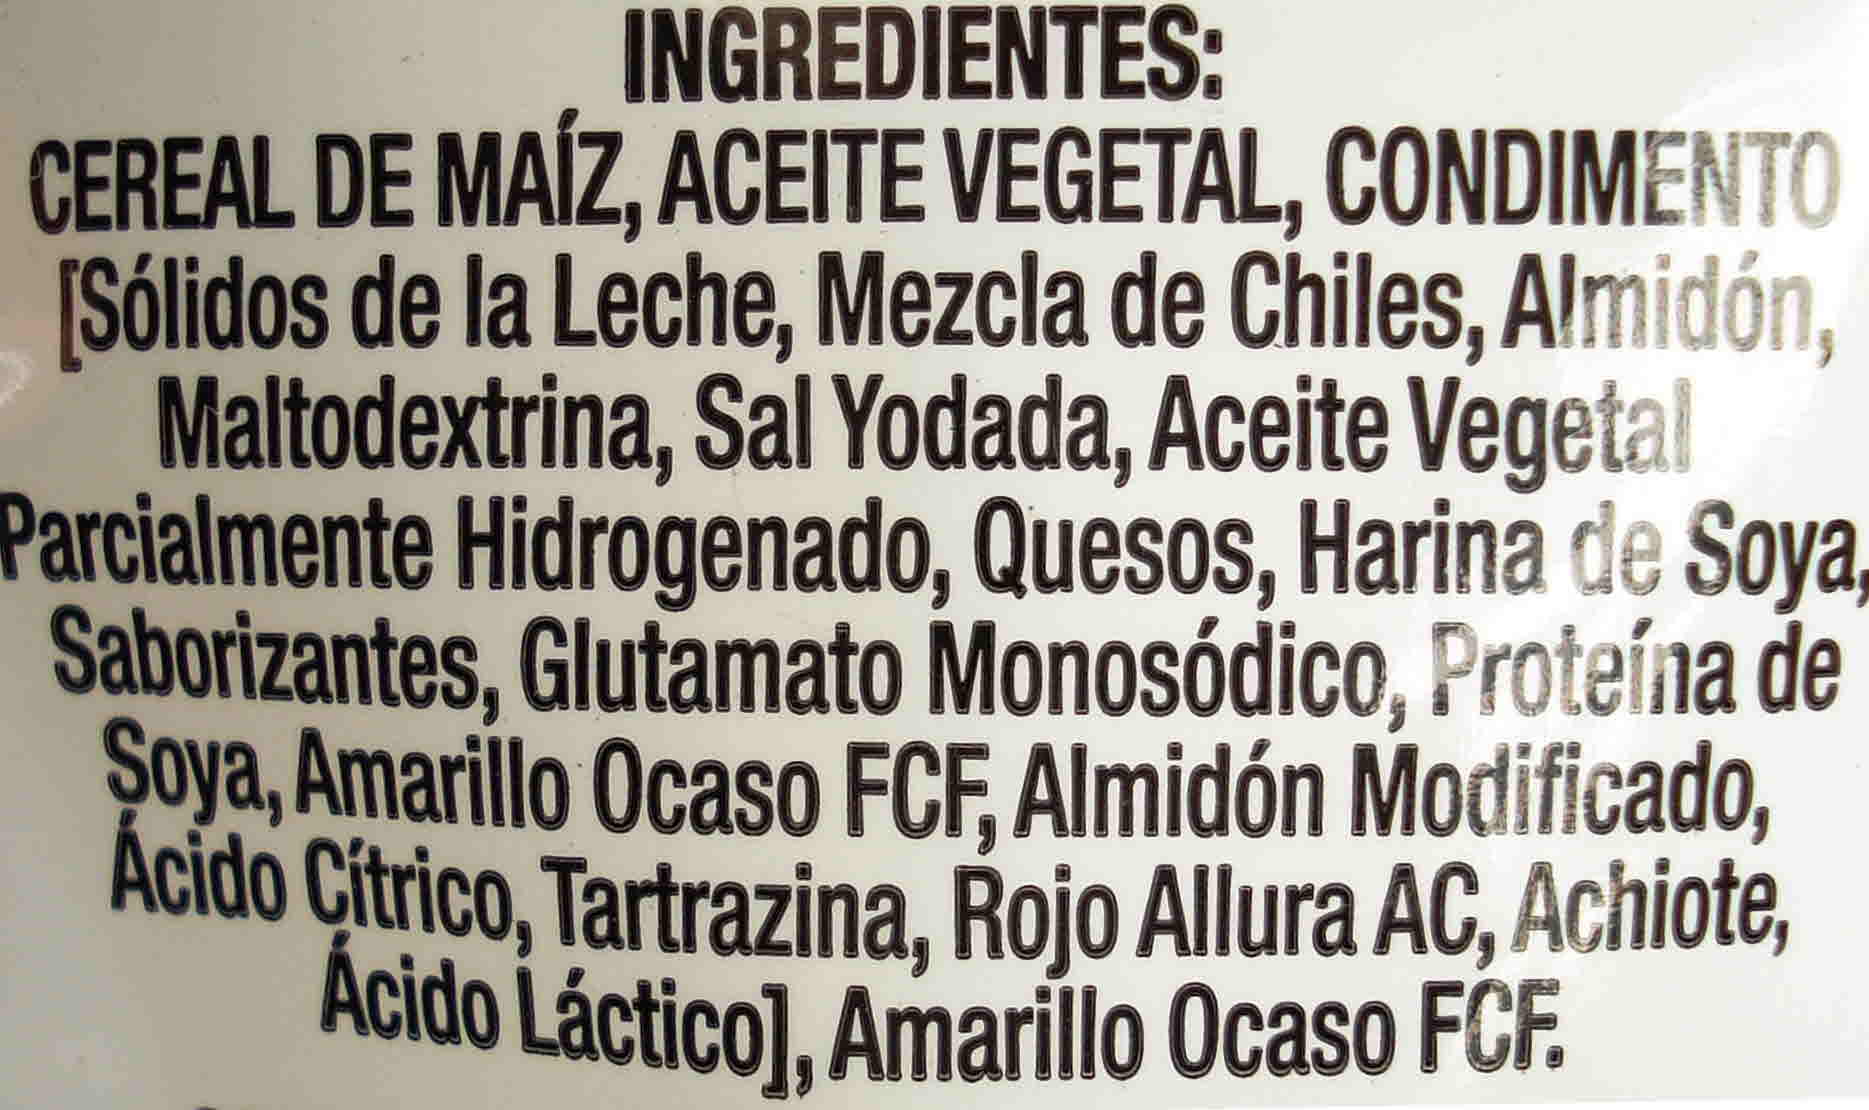 INGREDIENTES:
CEREAL DE MAÍZ, ACEITE VEGETAL, CONDIMENTO
[Sólidos de la Leche, Mezcla de Chiles, Almidón,
Maltodextrina, Sal Yodada, Aceite Vegetal
Parcialmente Hidrogenado, Quesos, Harina de Soya,
Saborizantes, Glutamato Monosódico, Proteína de
Soya, Amarillo Ocaso FCF, Almidón Modificado,
Ácido Cítrico, Tartrazina, Rojo Allura AC, Achiote,
Ácido Láctico], Amarillo Ocaso FCF.